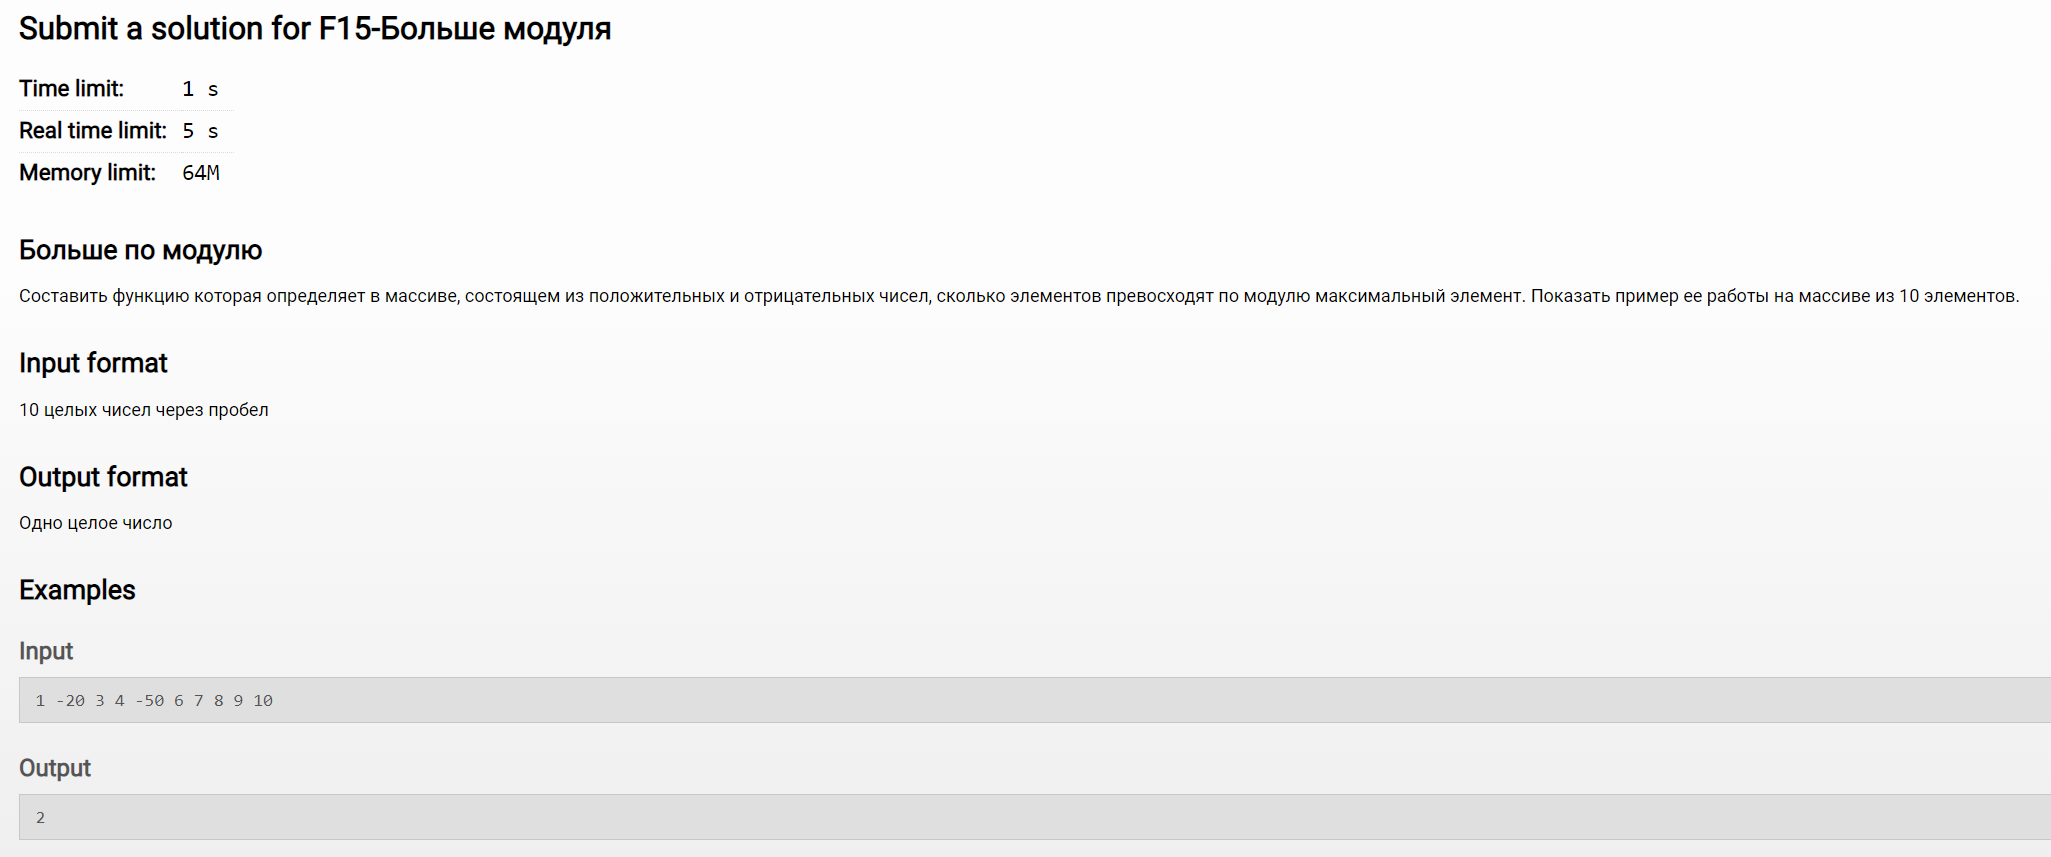 Submit a solution for F15-Больше модуля
Time limit: 1 s
Real time limit: 5 s
Memory limit: 64M
Больше по модулю
Составить функцию которая определяет в массиве, состоящем из положительных и отрицательных чисел, сколько элементов превосходят по модулю максимальный элемент. Показать пример ее работы на массиве из 10 элементов.
Input format
10 целых чисел через пробел
Output format
Одно целое число
Examples
Input
1 -20 3 4 -50 6 7 8 9 10
Output
2